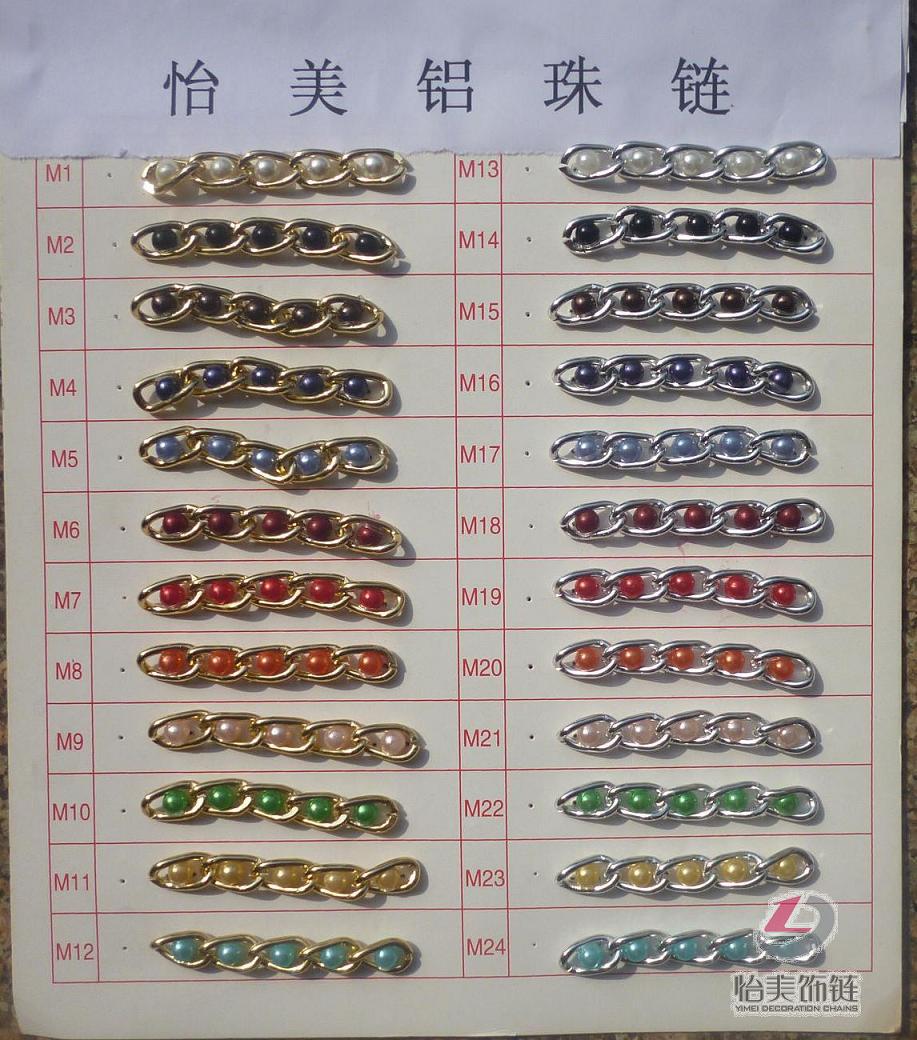 怡美铝珠链
M1 M13
M2 M14
M3 M15
M4 M16
M5 M17
M6 M18
M7 M19
M8 M20
M9 M21
M10 M22
M11 M23
M12 M24
怡美饰链
YIMEI DECORATION CHAINS